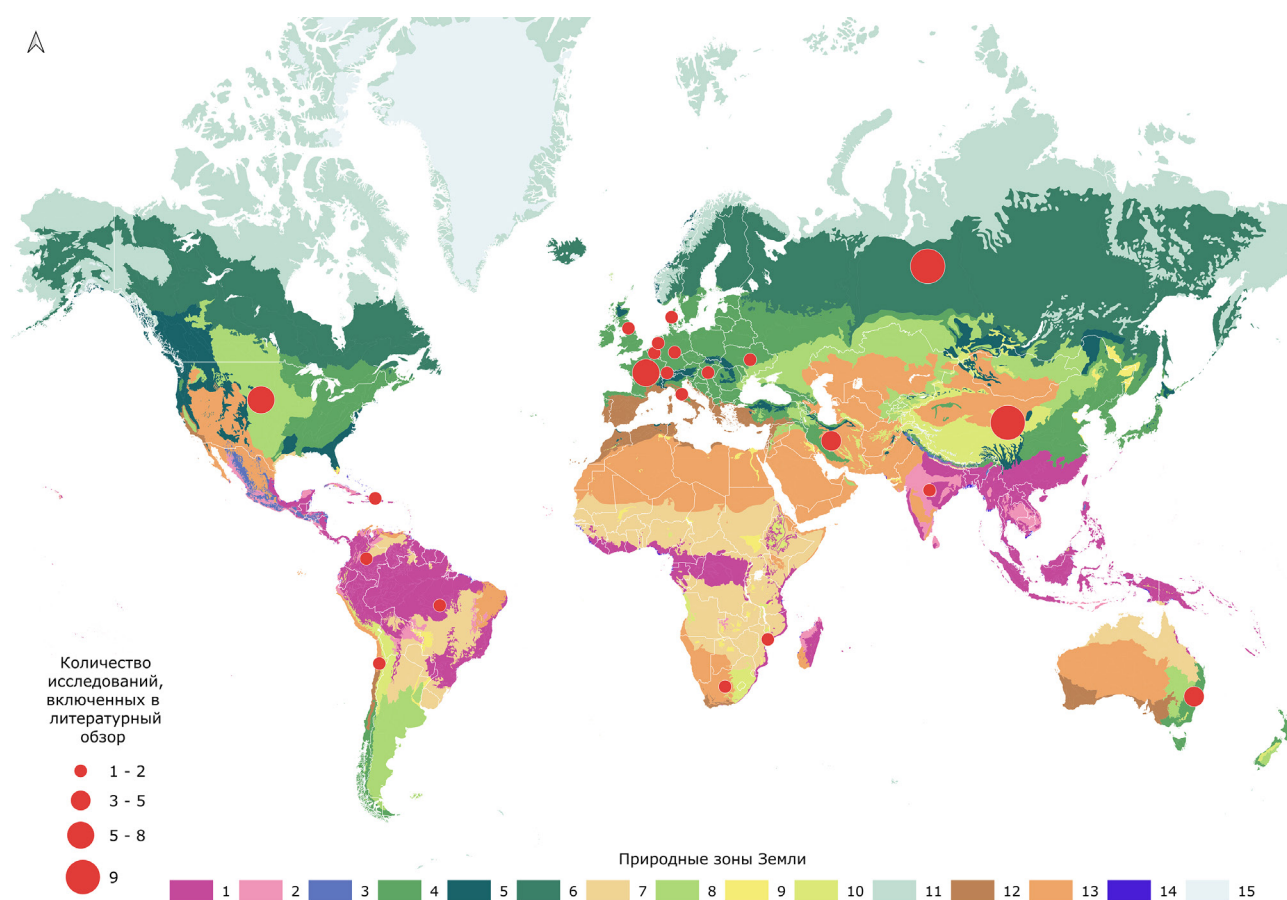 Количество
исследований,
включенных в
литературный
обзор
1 - 2
3 - 5
5 - 8
9
Природные зоны Земли
1 2 3 4 5 6 7 8 9 10 11 12 13 14 15